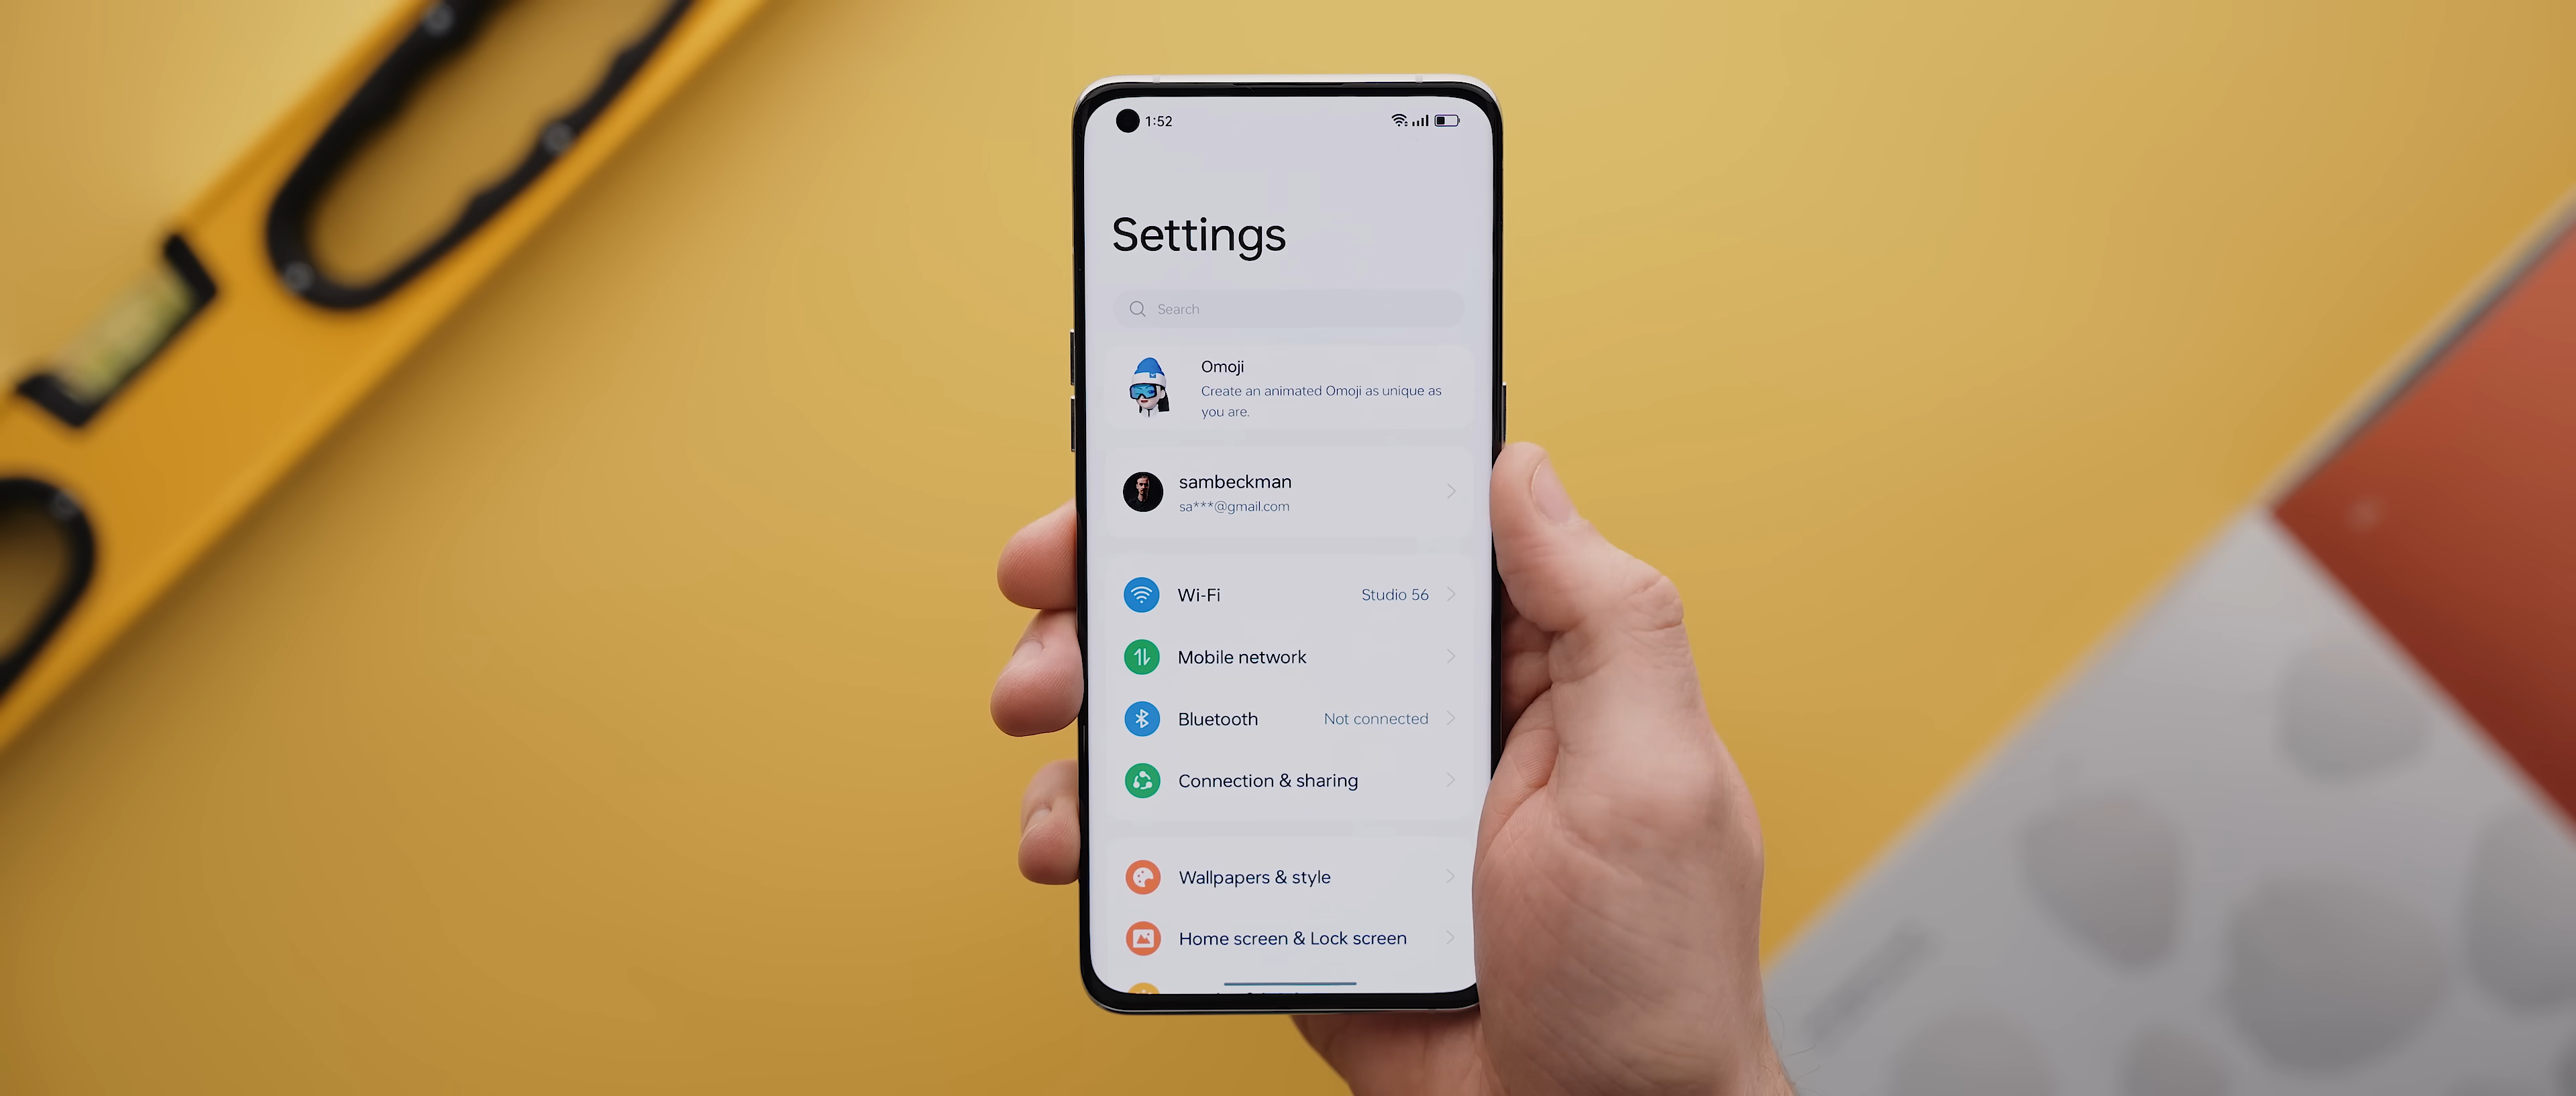 1:52
Settings
Search
Omoji
Create an animated Omoji as unique as
you are.
sambeckman
sa***@gmail.com
Wi-Fi Studio 56
Mobile network
Bluetooth Not connected
Connection & sharing
Wallpapers & style
Home screen & Lock screen